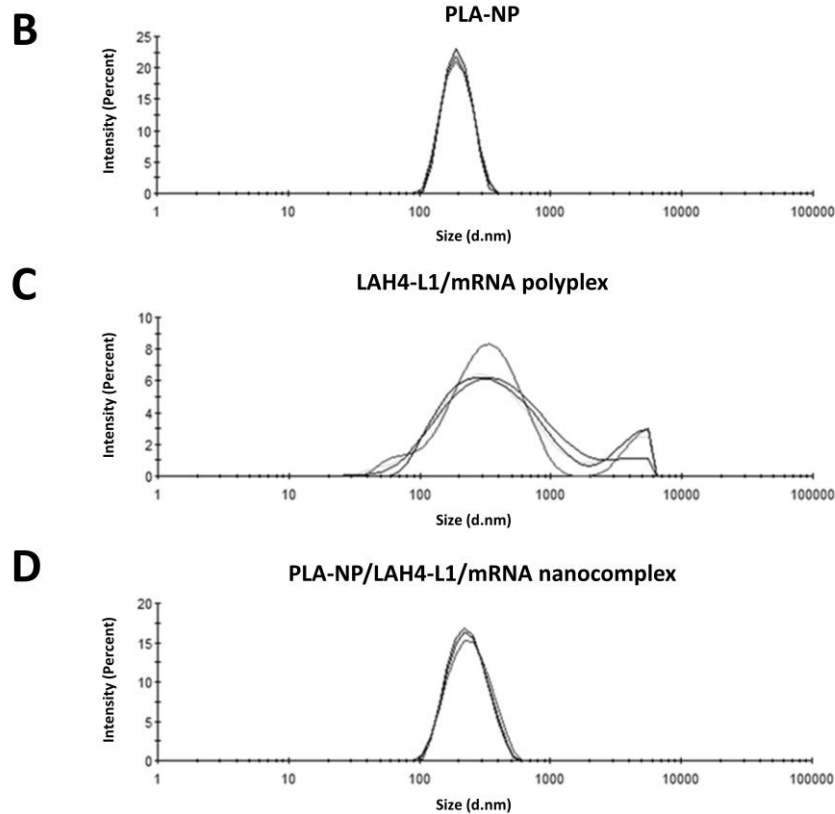 B
PLA-NP
Intensity (Percent)
25
20
15
10
5
0
1 10 100 1000 10000 100000
Size (d.nm)
C
LAH4-L1/mRNA polyplex
Intensity (Percent)
10
8
6
4
2
0
1 10 100 1000 10000 100000
Size (d.nm)
D
PLA-NP/LAH4-L1/mRNA nanocomplex
Intensity (Percent)
20
15
10
5
0
1 10 100 1000 10000 100000
Size (d.nm)